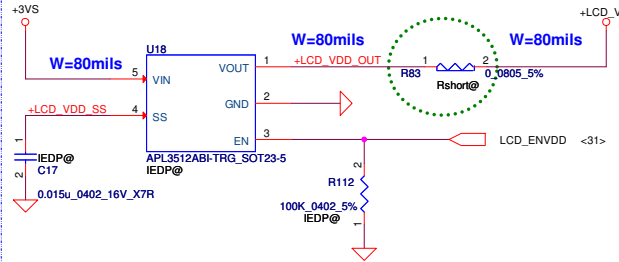 +3VS
+LCD_V
U18
W=80mils
W=80mils
W=80mils
VOUT
1
+LCD_VDD_OUT
R83
1
2
0_0805_5%
Rshort@
5
VIN
GND
2
+LCD_VDD_SS
4
SS
EN
3
LCD_ENVDD
<31>
APL3512ABI-TRG_SOT23-5
IEDP@
1
2
IEDP@
C17
0.015u_0402_16V_X7R
2
R112
100K_0402_5%
IEDP@
1